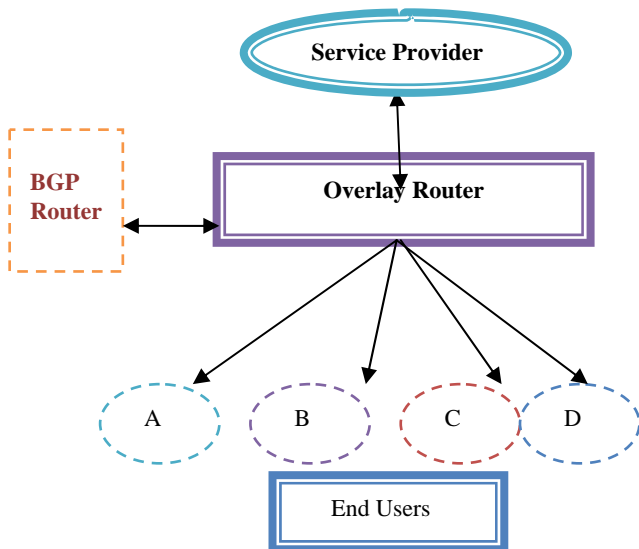 Service Provider
BGP
Router
Overlay Router
A
B
C
D
End Users